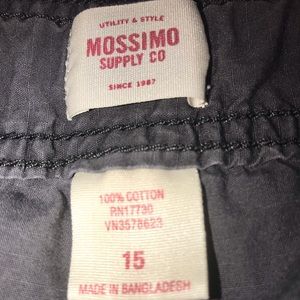 UTILITY & STYLE
MOSSIMO
SUPPLY CO
SINCE 1987
100% COTTON
RN17730
VN3578623
15
MADE IN BANGLADESH